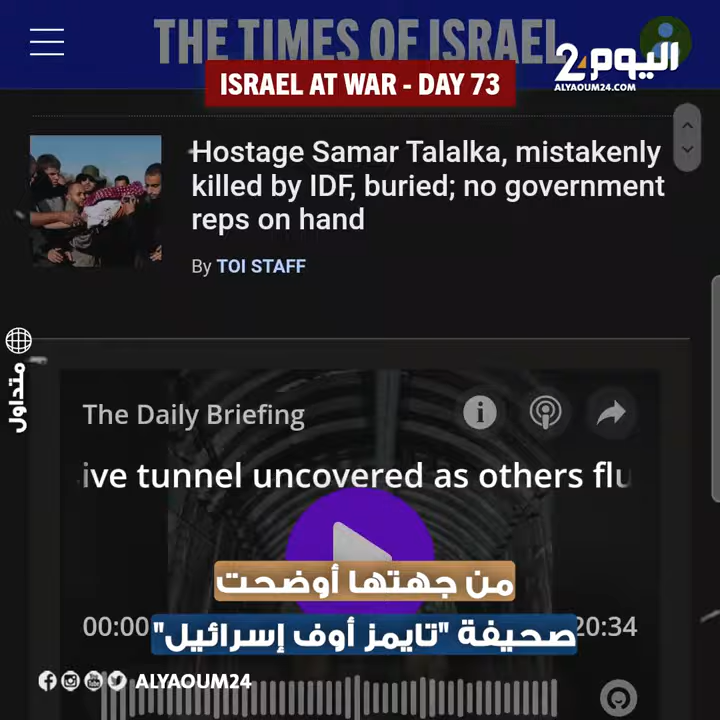 THE TIMES OF ISRAEL
اليوم 24
ALYAOUM24.COM
ISRAEL AT WAR - DAY 73
Hostage Samar Talalka, mistakenly
killed by IDF, buried; no government
reps on hand
By TOI STAFF
متداول
The Daily Briefing
ive tunnel uncovered as others flu
من جهتها أوضحت
00:00
صحيفة "تايمز أوف إسرائيل"
20:34
ALYAOUM24